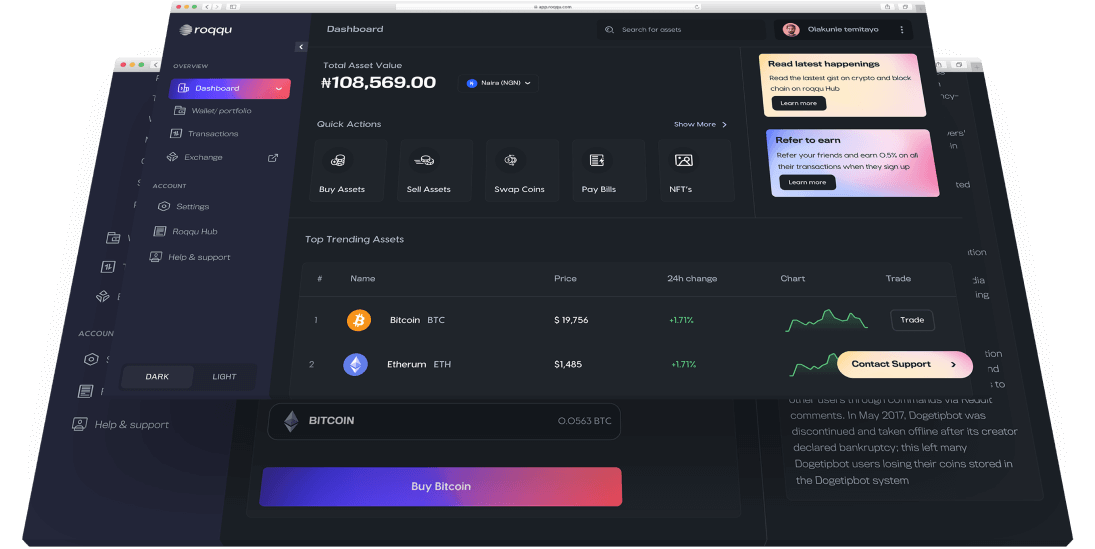 app.roqqu.com
roqqu
Dashboard
Search for assets
Olakunle temitayo
OVERVIEW
Dashboard
Wallet/ portfolio
Transactions
Exchange
ACCOUNT
Settings
Roqqu Hub
Help & support
DARK
LIGHT
Total Asset Value
₦108,569.00
Naira (NGN)
Quick Actions
Show More
Buy Assets
Sell Assets
Swap Coins
Pay Bills
NFT's
Read latest happenings
Read the lastest gist on crypto and block
chain on roqqu Hub
Learn more
Refer to earn
Refer your friends and earn 0.5% on all
their transactions when they sign up
Learn more
Top Trending Assets
# Name Price 24h change Chart Trade
1 Bitcoin BTC $ 19,756 +1.71% Trade
2 Etherum ETH $1,485 +1.71%
Contact Support
ACCOUN
Help & support
BITCOIN
0.0563 BTC
Buy Bitcoin
other users through commands via Reddit
comments. In May 2017, Dogetipbot was
discontinued and taken offline after its creator
declared bankruptcy; this left many
Dogetipbot users losing their coins stored in
the Dogetipbot system